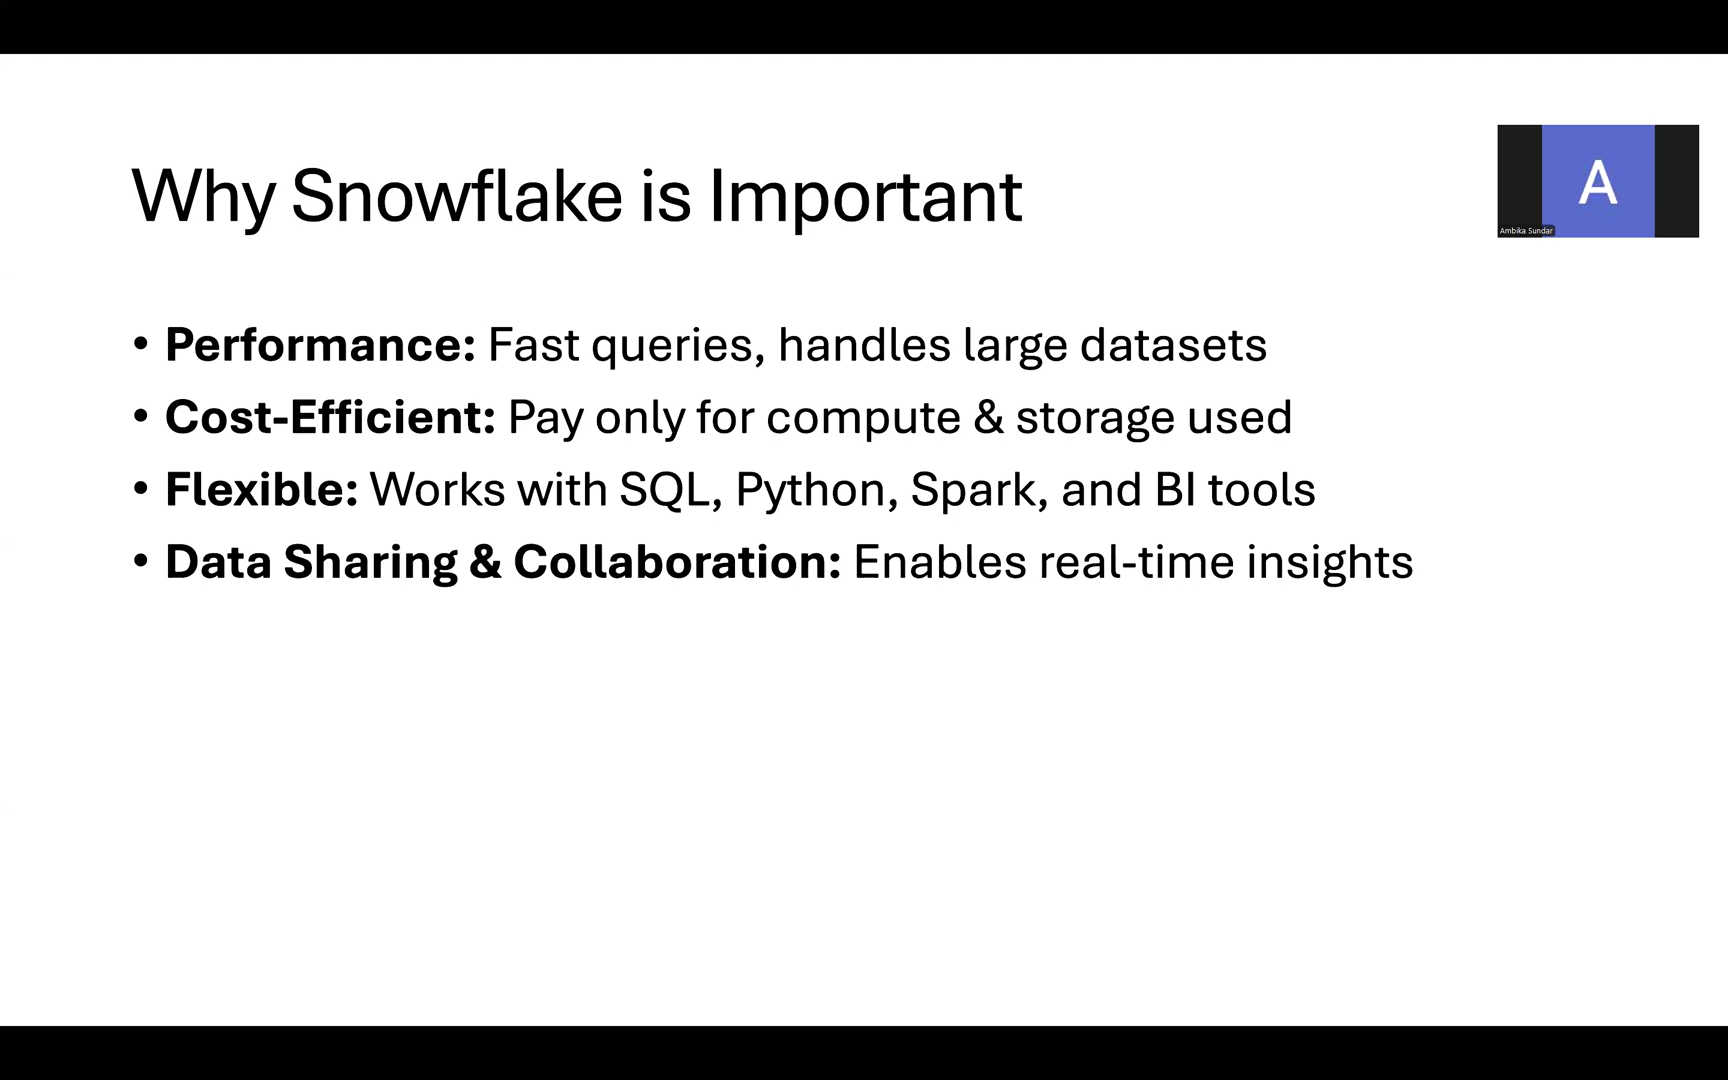 Why Snowflake is Important
A
Ambika Sundar
• Performance: Fast queries, handles large datasets
• Cost-Efficient: Pay only for compute & storage used
• Flexible: Works with SQL, Python, Spark, and BI tools
• Data Sharing & Collaboration: Enables real-time insights